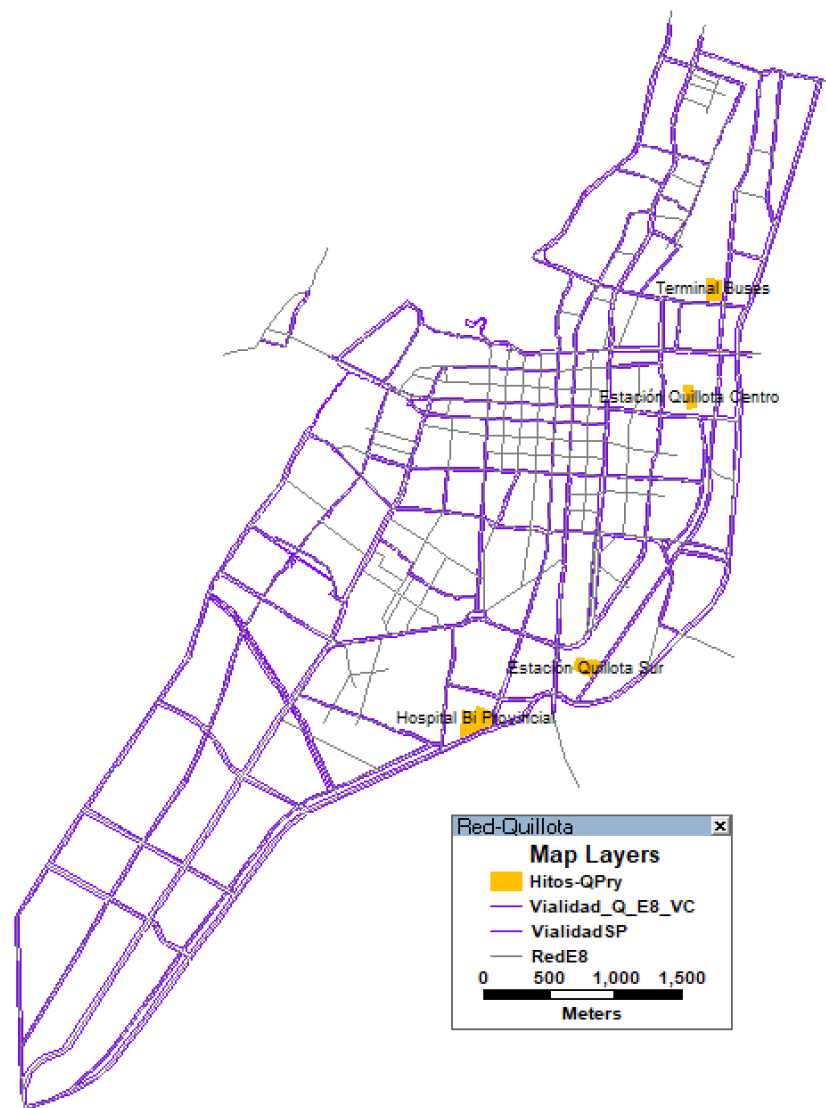 Terminal Buses
Estación Quillota Centro
Estación Quillota Sur
Hospital Bi Provincial
Red-Quillota
Map Layers
Hitos-QPry
Vialidad_Q_E8_VC
VialidadSP
RedE8
0 500 1,000 1,500
Meters